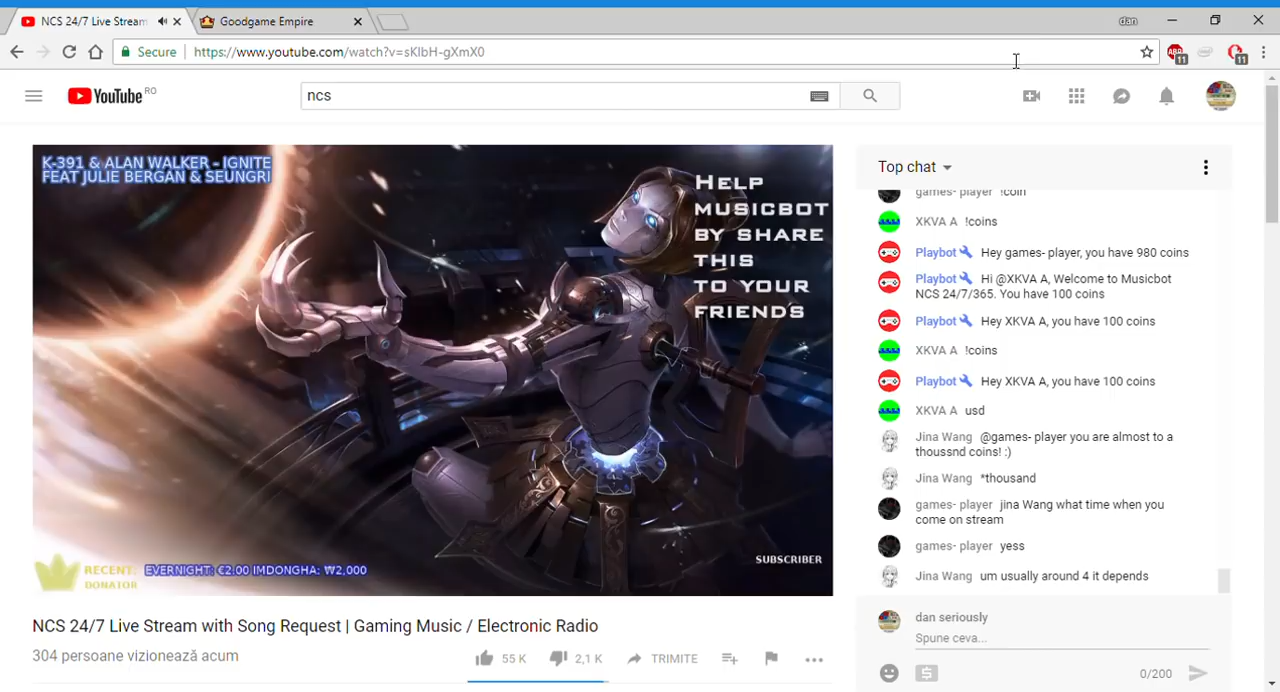 NCS 24/7 Live Stream
Goodgame Empire
dan
Secure
https://www.youtube.com/watch?v=sKIbH-gXmX0
ABP
11
11
YouTube RO
ncs
K-391 & ALAN WALKER - IGNITE
FEAT JULIE BERGAN & SEUNGRI
HELP
MUSICBOT
BY SHARE
THIS
TO YOUR
FRIENDS
SUBSCRIBER
RECENT:
DONATOR
EVERNIGHT: €2.00 IMDONGHA: ₩2,000
NCS 24/7 Live Stream with Song Request | Gaming Music / Electronic Radio
304 persoane vizionează acum
55 K
2,1 K
TRIMITE
Top chat
games- player !coin
XKVA A !coins
Playbot Hey games- player, you have 980 coins
Playbot Hi @XKVA A, Welcome to Musicbot
NCS 24/7/365. You have 100 coins
Playbot Hey XKVA A, you have 100 coins
XKVA A !coins
Playbot Hey XKVA A, you have 100 coins
XKVA A usd
Jina Wang @games- player you are almost to a
thoussnd coins! :)
Jina Wang *thousand
games- player jina Wang what time when you
come on stream
games- player yess
Jina Wang um usually around 4 it depends
dan seriously
Spune ceva...
0/200